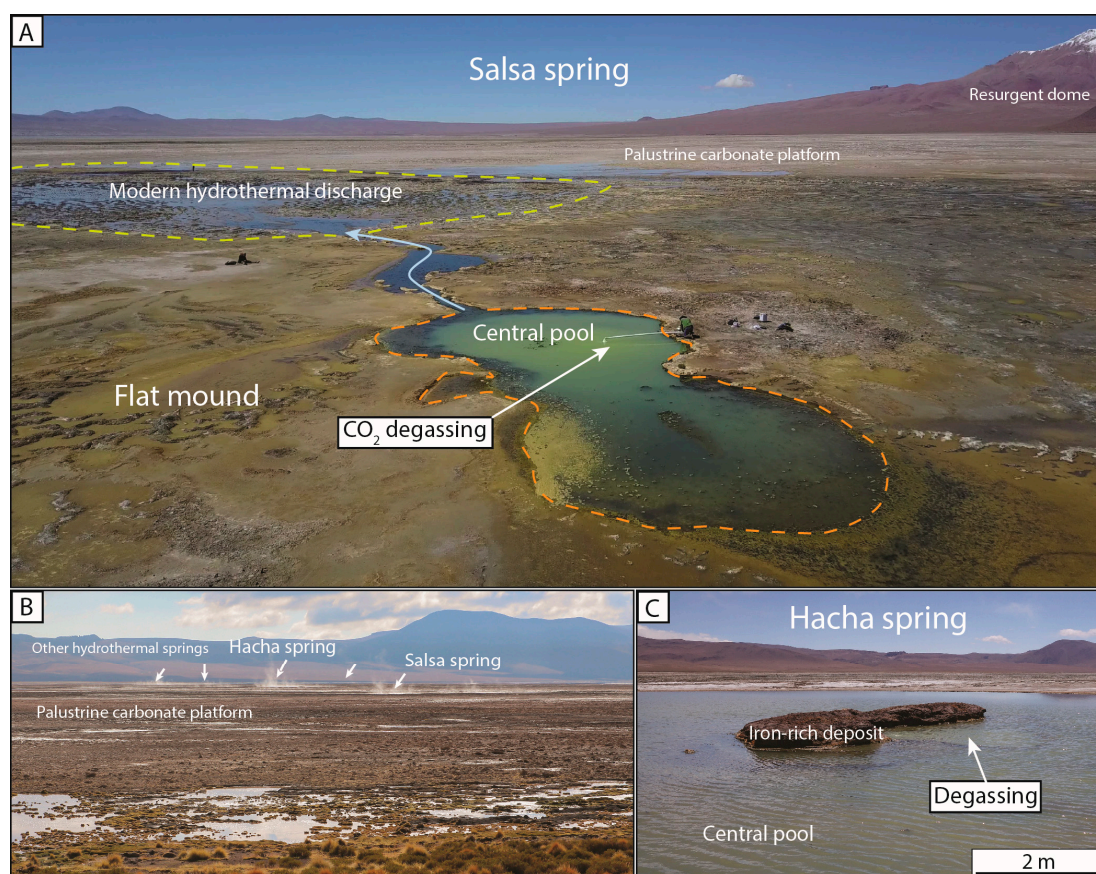 A
Salsa spring
Resurgent dome
Palustrine carbonate platform
Modern hydrothermal discharge
Central pool
Flat mound
CO₂ degassing
B
Other hydrothermal springs
Hacha spring
Salsa spring
Palustrine carbonate platform
C
Hacha spring
Iron-rich deposit
Degassing
Central pool
2 m